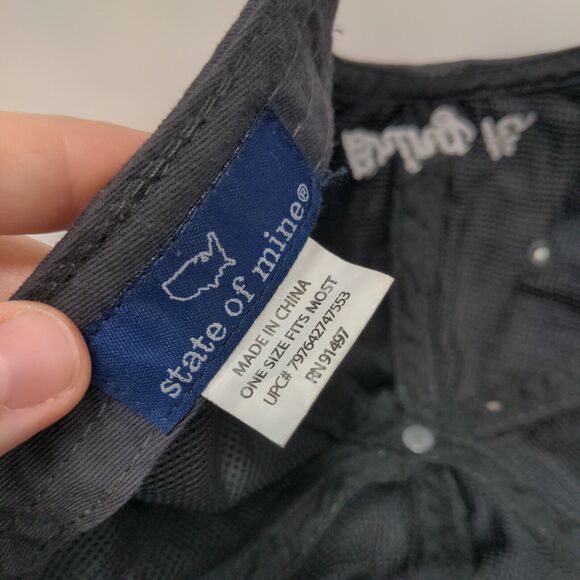 state of mine®
MADE IN CHINA
ONE SIZE FITS MOST
UPC# 797642747553
RN 91497